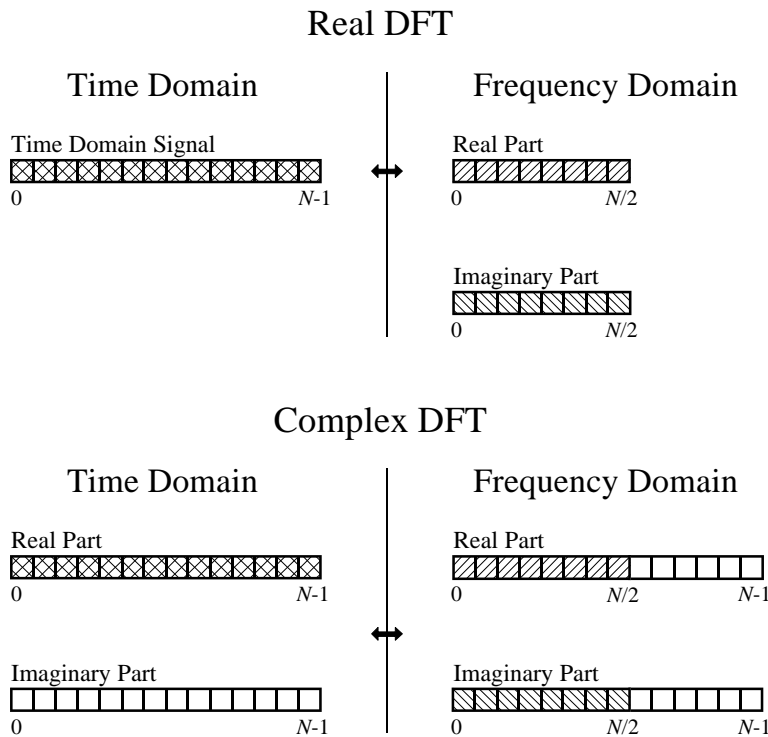 Real DFT
Time Domain
Frequency Domain
Time Domain Signal
Real Part
0
N-1
0
N/2
Imaginary Part
0
N/2
Complex DFT
Time Domain
Frequency Domain
Real Part
Real Part
0
N-1
0
N/2
N-1
Imaginary Part
Imaginary Part
0
N-1
0
N/2
N-1